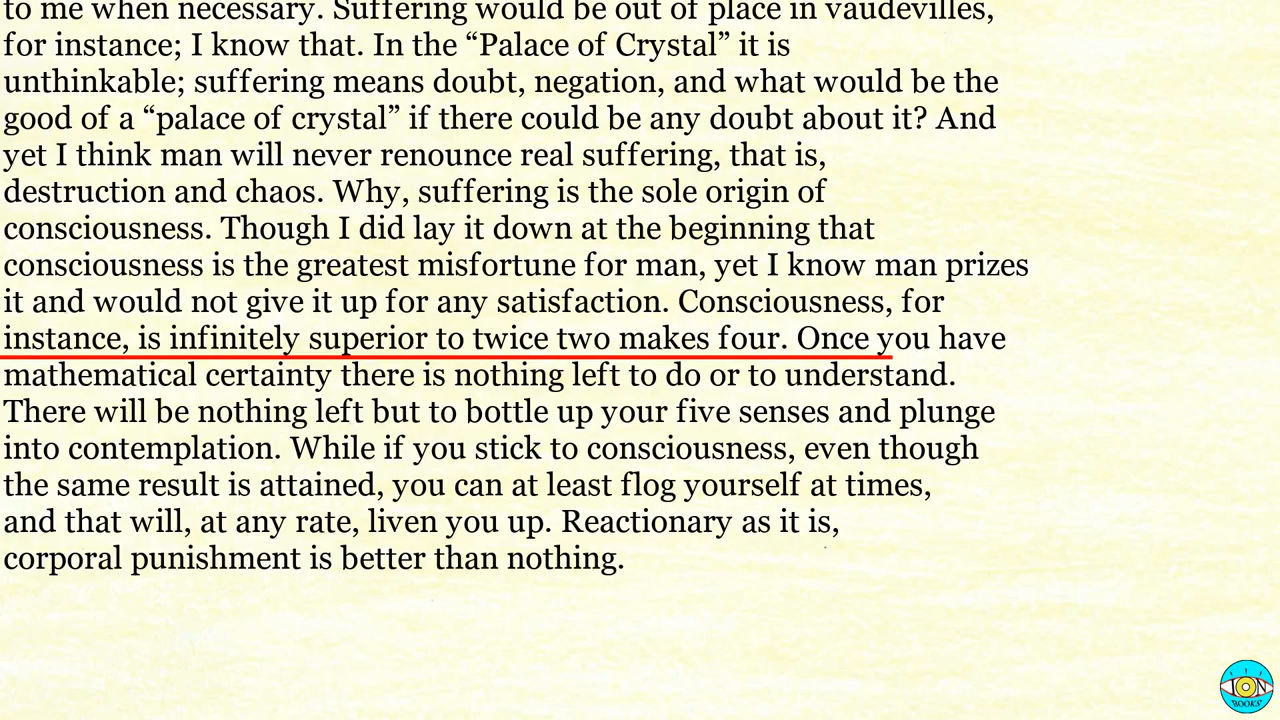 to me when necessary. Suffering would be out of place in vaudevilles,
for instance; I know that. In the “Palace of Crystal” it is
unthinkable; suffering means doubt, negation, and what would be the
good of a “palace of crystal” if there could be any doubt about it? And
yet I think man will never renounce real suffering, that is,
destruction and chaos. Why, suffering is the sole origin of
consciousness. Though I did lay it down at the beginning that
consciousness is the greatest misfortune for man, yet I know man prizes
it and would not give it up for any satisfaction. Consciousness, for
instance, is infinitely superior to twice two makes four. Once you have
mathematical certainty there is nothing left to do or to understand.
There will be nothing left but to bottle up your five senses and plunge
into contemplation. While if you stick to consciousness, even though
the same result is attained, you can at least flog yourself at times,
and that will, at any rate, liven you up. Reactionary as it is,
corporal punishment is better than nothing.
ION
BOOKS